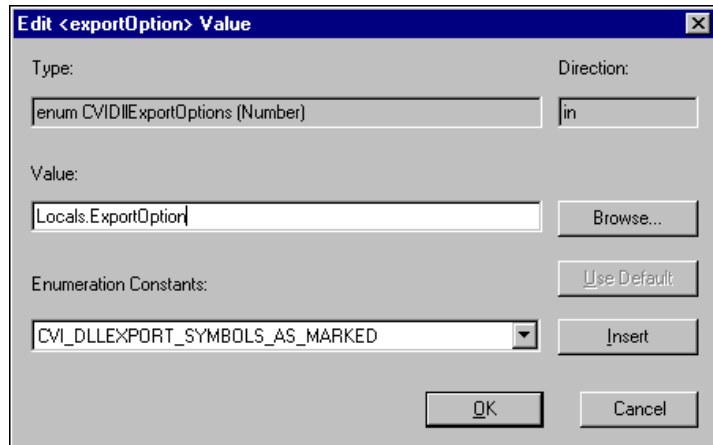 Edit <exportOption> Value
Type:
Direction:
enum CVIDllExportOptions (Number)
in
Value:
Locals.ExportOption
Browse...
Use Default
Enumeration Constants:
CVI_DLLEXPORT_SYMBOLS_AS_MARKED
Insert
OK
Cancel